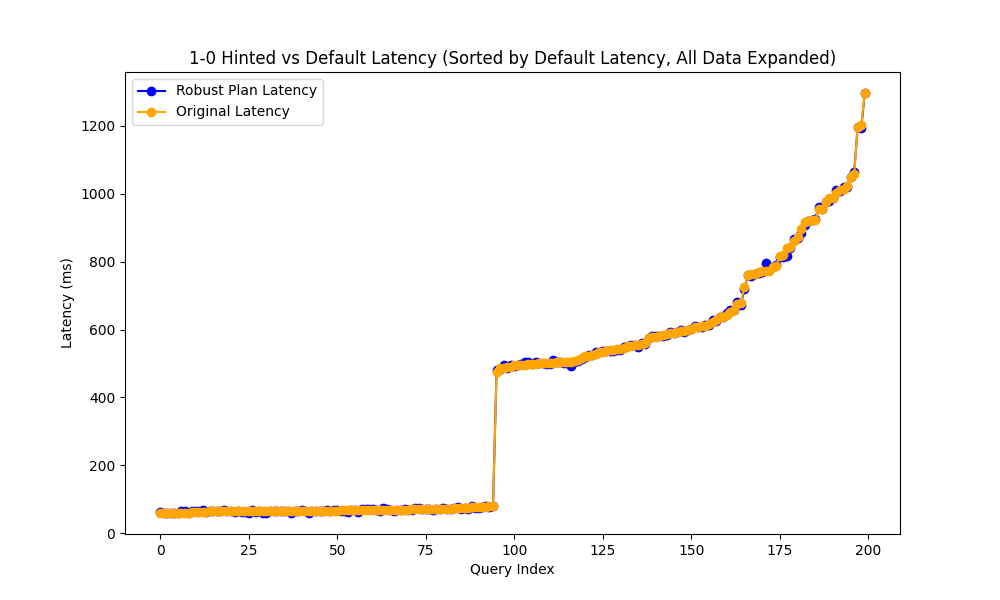 1-0 Hinted vs Default Latency (Sorted by Default Latency, All Data Expanded)
Robust Plan Latency
Original Latency
Latency (ms)
1200
1000
800
600
400
200
0
0 25 50 75 100 125 150 175 200
Query Index